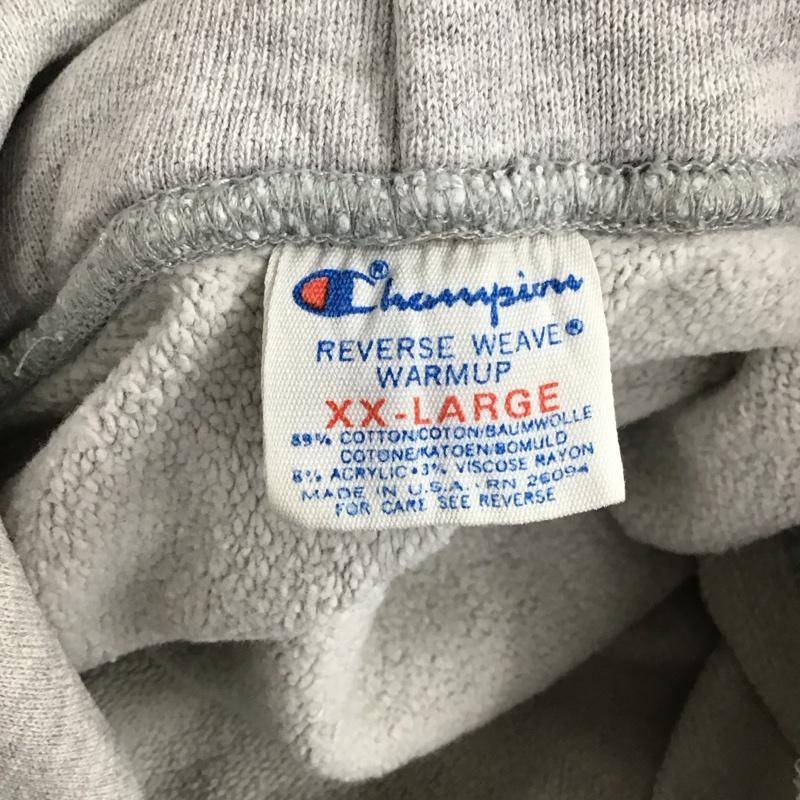 Champion®
REVERSE WEAVE®
WARMUP
XX-LARGE
89% COTTON/COTON/BAUMWOLLE
COTONE/KATOEN/BOMULD
8% ACRYLIC•3% VISCOSE RAYON
MADE IN U.S.A. · RN 26094
FOR CARE SEE REVERSE